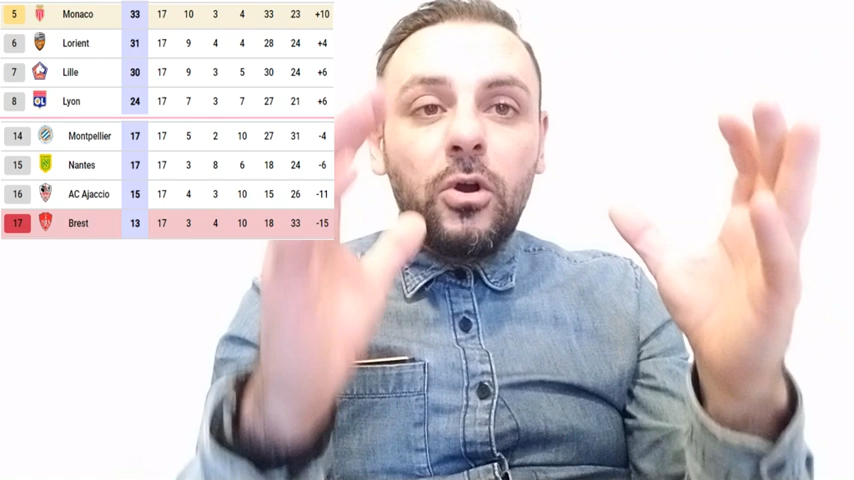 5 Monaco 33 17 10 3 4 33 23 +10
6 Lorient 31 17 9 4 4 28 24 +4
7 Lille 30 17 9 3 5 30 24 +6
8 OL Lyon 24 17 7 3 7 27 21 +6
14 Montpellier 17 17 5 2 10 27 31 -4
15 Nantes 17 17 3 8 6 18 24 -6
16 AC Ajaccio 15 17 4 3 10 15 26 -11
17 Brest 13 17 3 4 10 18 33 -15